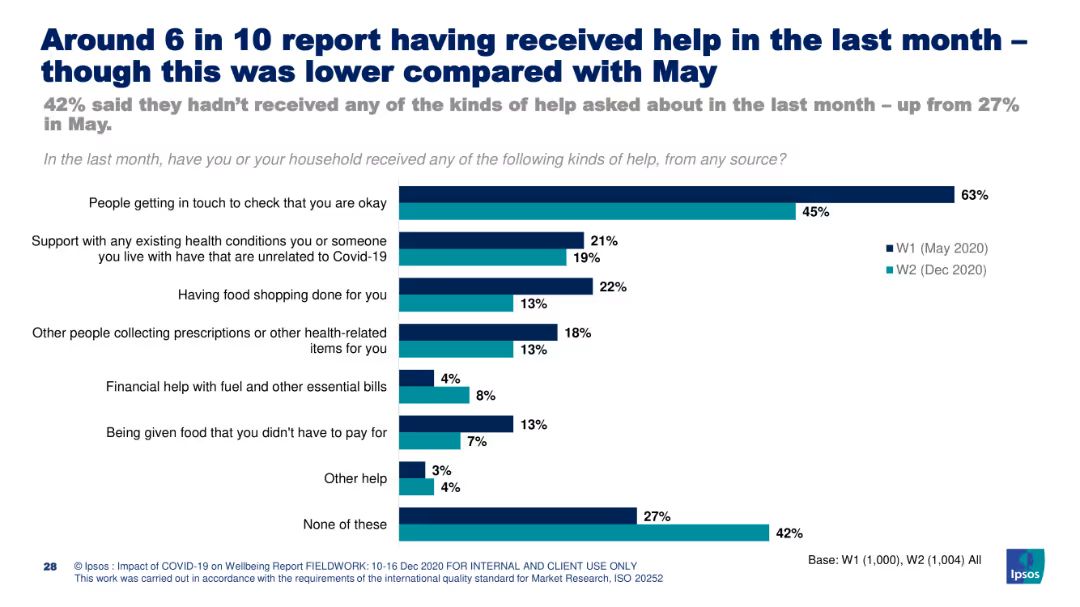 Around 6 in 10 report having received help in the last month –
though this was lower compared with May
42% said they hadn't received any of the kinds of help asked about in the last month – up from 27%
in May.
In the last month, have you or your household received any of the following kinds of help, from any source?
People getting in touch to check that you are okay
63%
45%
Support with any existing health conditions you or someone
you live with have that are unrelated to Covid-19
21%
19%
W1 (May 2020)
W2 (Dec 2020)
Having food shopping done for you
22%
13%
Other people collecting prescriptions or other health-related
items for you
18%
13%
Financial help with fuel and other essential bills
4%
8%
Being given food that you didn't have to pay for
13%
7%
Other help
3%
4%
None of these
27%
42%
Base: W1 (1,000), W2 (1,004) All
28
© Ipsos : Impact of COVID-19 on Wellbeing Report FIELDWORK: 10-16 Dec 2020 FOR INTERNAL AND CLIENT USE ONLY
This work was carried out in accordance with the requirements of the international quality standard for Market Research, ISO 20252
Ipsos